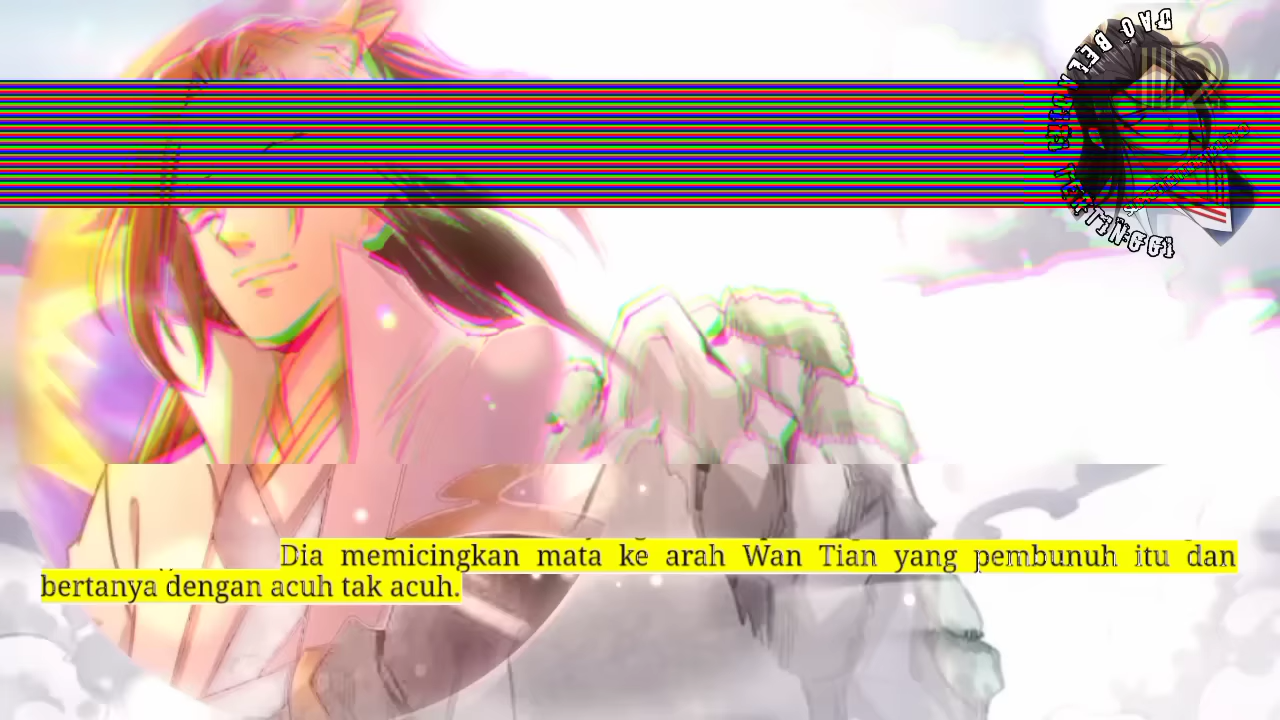 Dia memicingkan mata ke arah Wan Tian yang pembunuh itu dan
bertanya dengan acuh tak acuh.